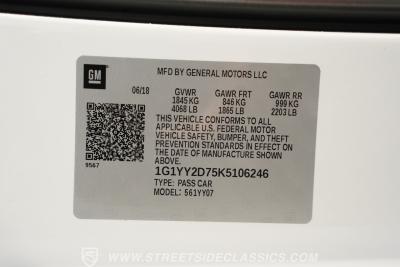 GM
MFD BY GENERAL MOTORS LLC
06/18 GVWR GAWR FRT GAWR RR
1845 KG 846 KG 999 KG
4068 LB 1865 LB 2203 LB
THIS VEHICLE CONFORMS TO ALL
APPLICABLE U.S. FEDERAL MOTOR
VEHICLE SAFETY, BUMPER, AND THEFT
PREVENTION STANDARDS IN EFFECT ON
THE DATE OF MANUFACTURE SHOWN ABOVE.
9567
1G1YY2D75K5106246
TYPE: PASS CAR
MODEL: 561YY07
WWW.STREETSIDECLASSICS.COM